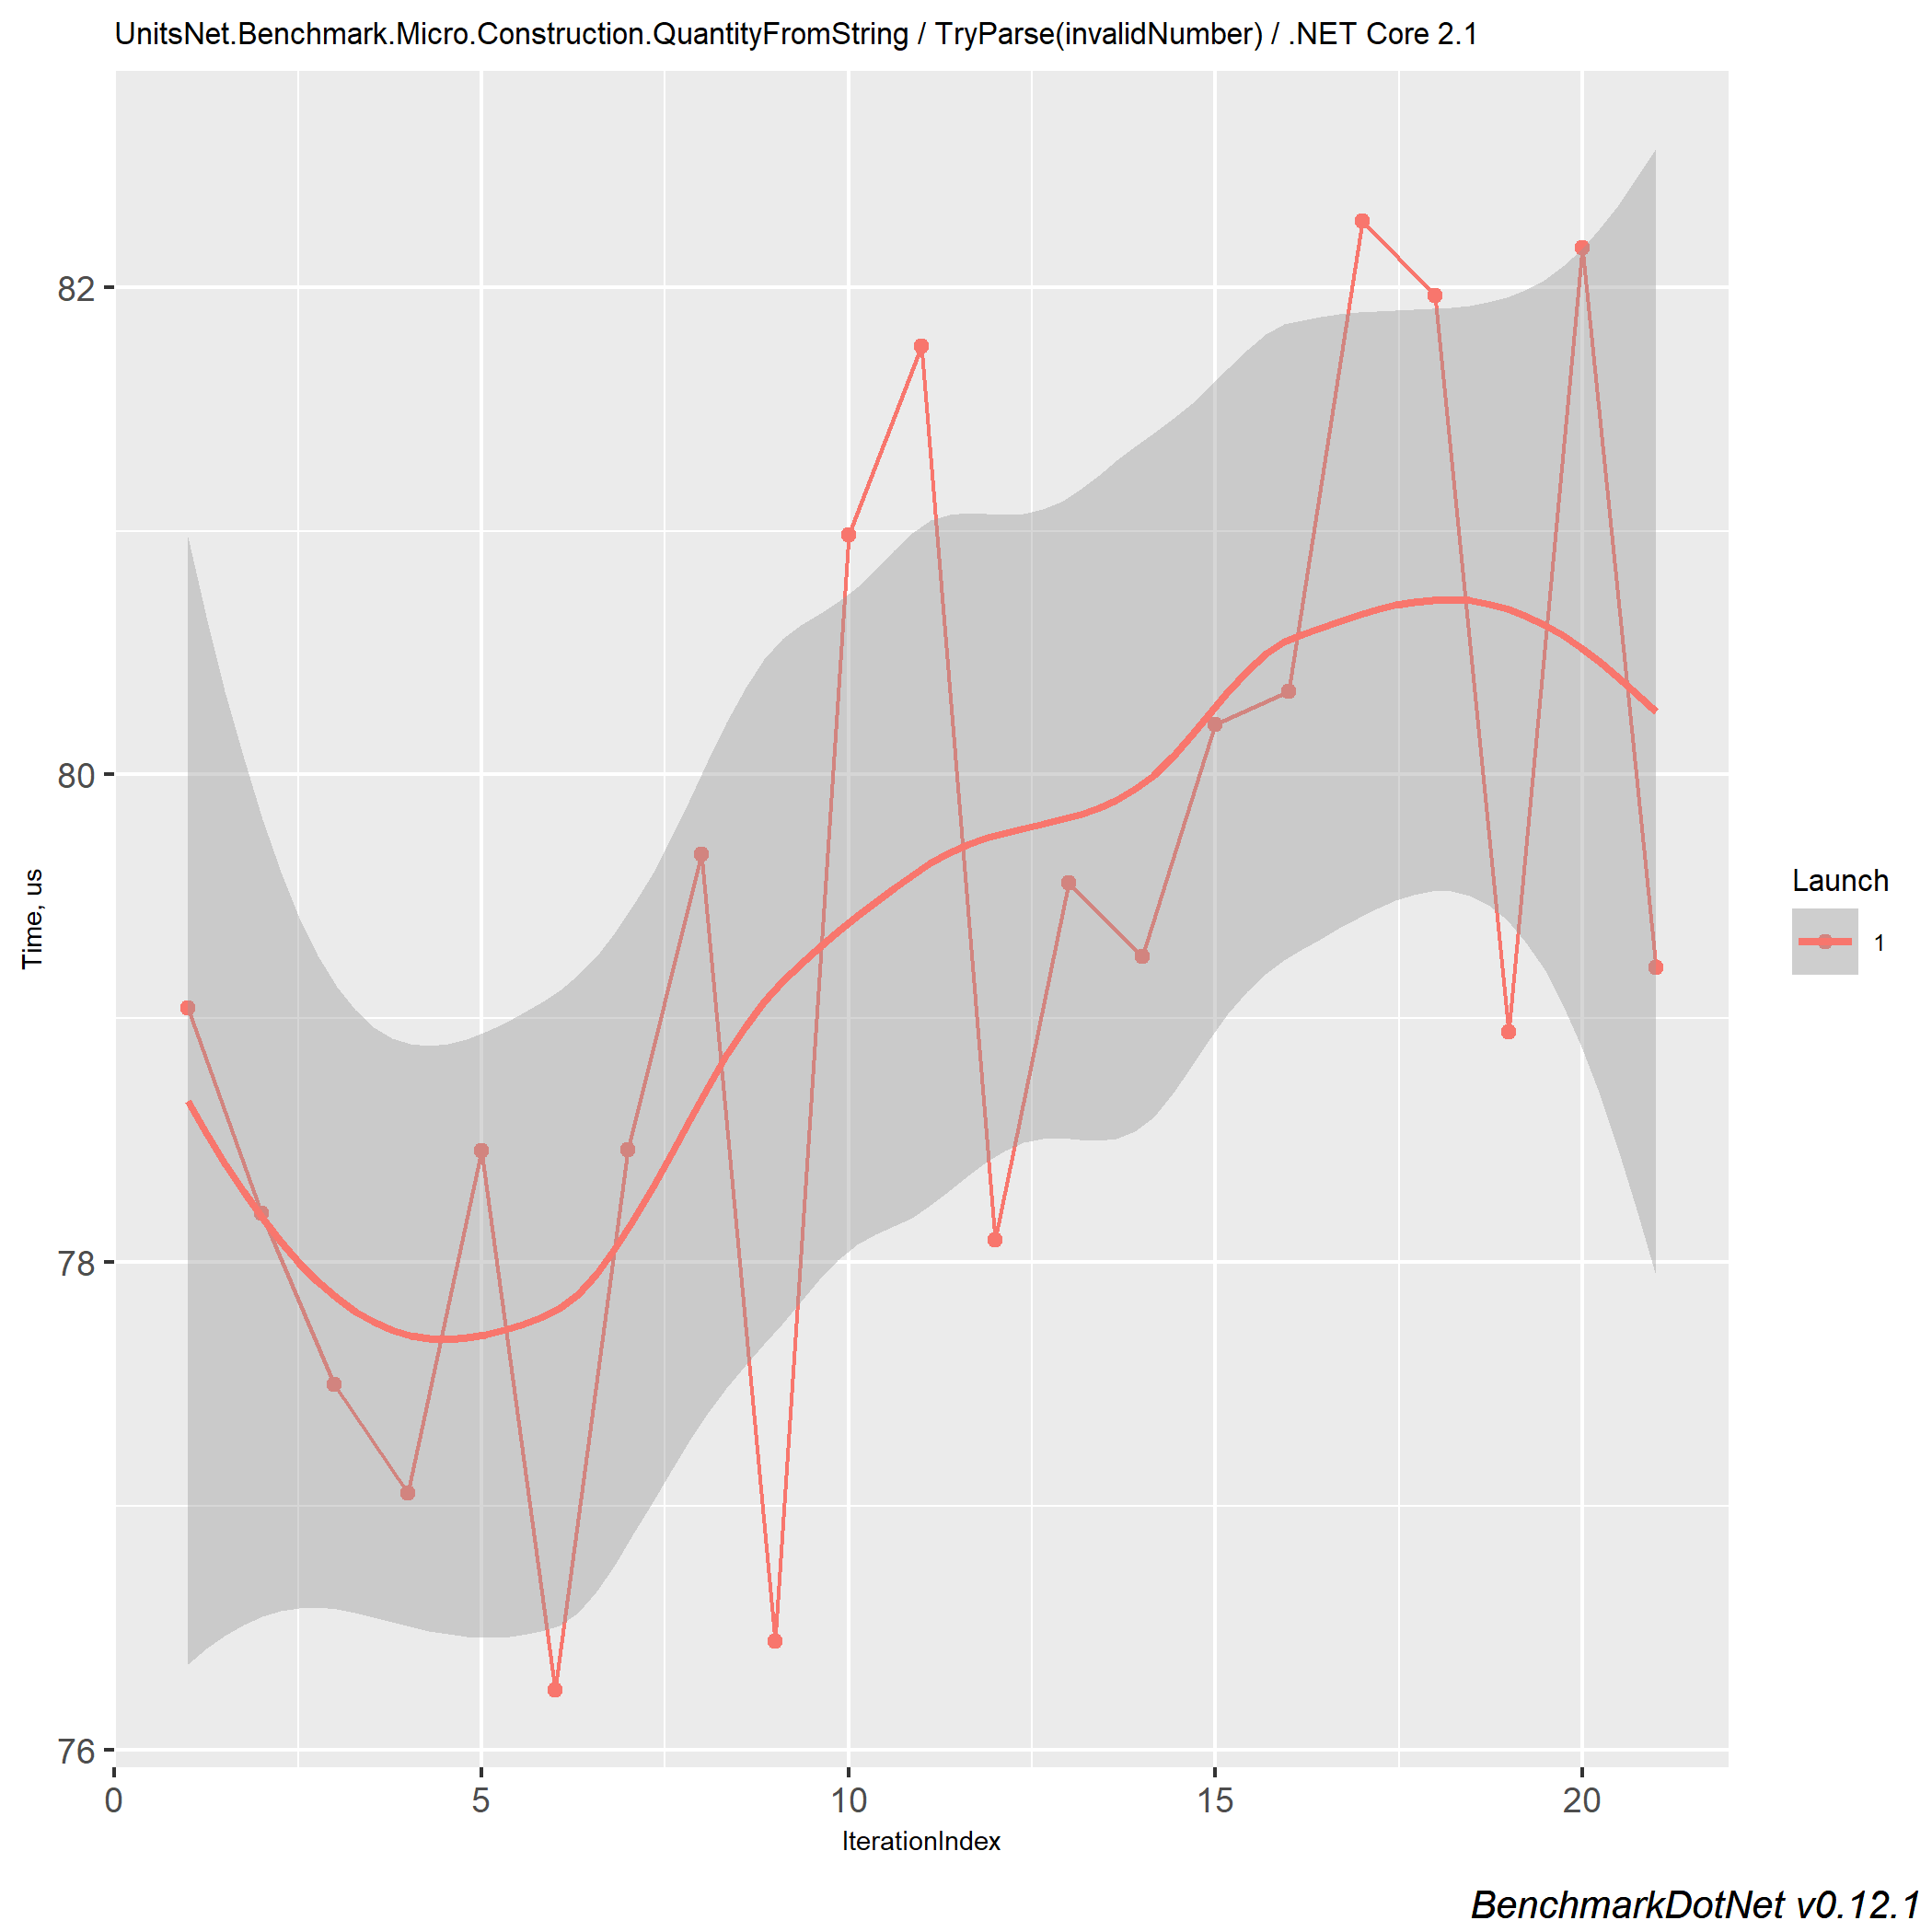 UnitsNet.Benchmark.Micro.Construction.QuantityFromString / TryParse(invalidNumber) / .NET Core 2.1
82
80
78
76
Time, us
0 5 10 15 20
IterationIndex
Launch
1
BenchmarkDotNet v0.12.1